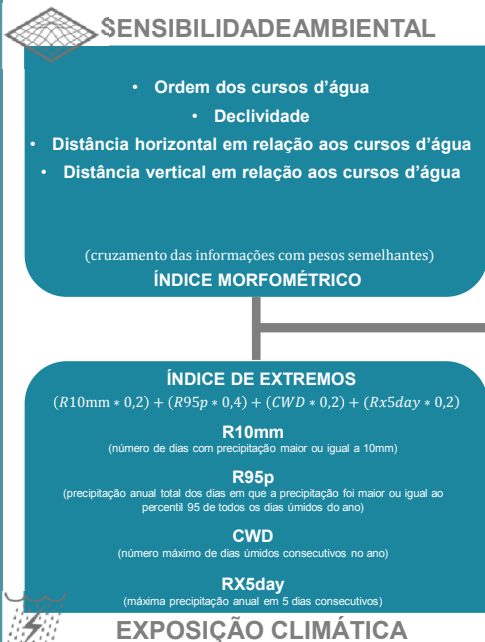 SENSIBILIDADE AMBIENTAL
• Ordem dos cursos d'água
• Declividade
• Distância horizontal em relação aos cursos d'água
• Distância vertical em relação aos cursos d'água
(cruzamento das informações com pesos semelhantes)
ÍNDICE MORFOMÉTRICO
ÍNDICE DE EXTREMOS
(R10mm ∗ 0,2) + (R95p ∗ 0,4) + (CWD ∗ 0,2) + (Rx5day ∗ 0,2)
R10mm
(número de dias com precipitação maior ou igual a 10mm)
R95p
(precipitação anual total dos dias em que a precipitação foi maior ou igual ao
percentil 95 de todos os dias úmidos do ano)
CWD
(número máximo de dias úmidos consecutivos no ano)
RX5day
(máxima precipitação anual em 5 dias consecutivos)
EXPOSIÇÃO CLIMÁTICA